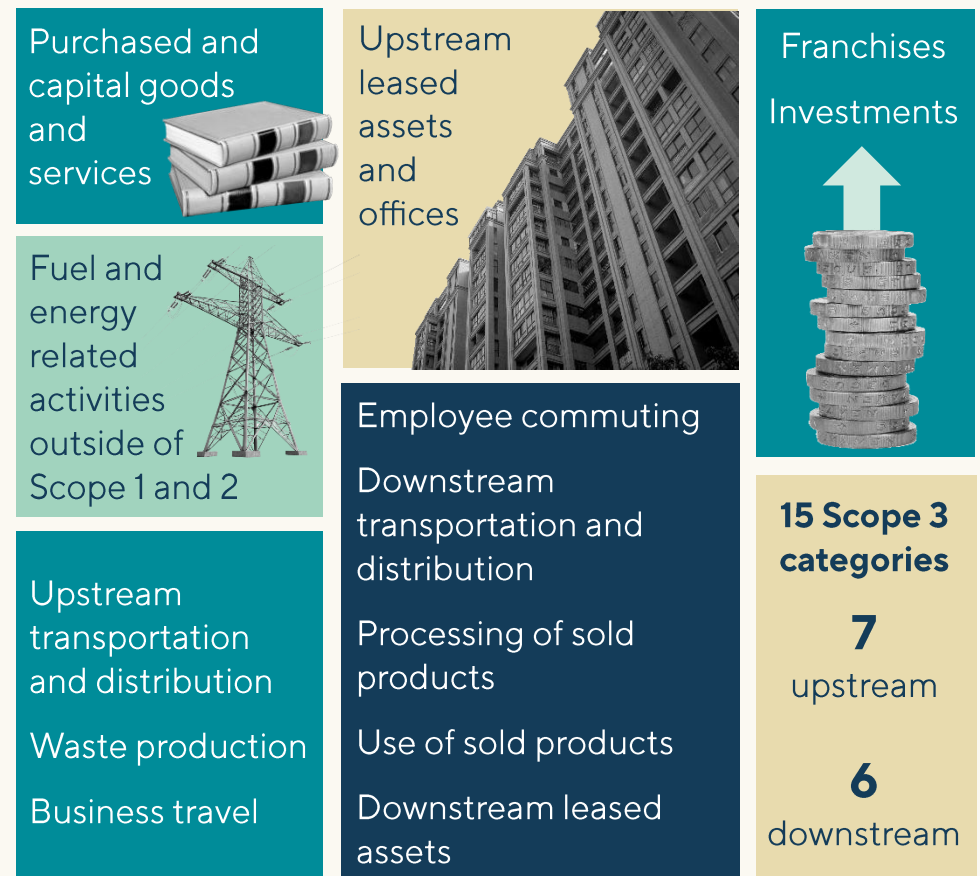 Purchased and
capital goods
and
services
Fuel and
energy
related
activities
outside of
Scope 1 and 2
Upstream
transportation
and distribution
Waste production
Business travel
Upstream
leased
assets
and
offices
Employee commuting
Downstream
transportation and
distribution
Processing of sold
products
Use of sold products
Downstream leased
assets
Franchises
Investments
15 Scope 3
categories
7
upstream
6
downstream